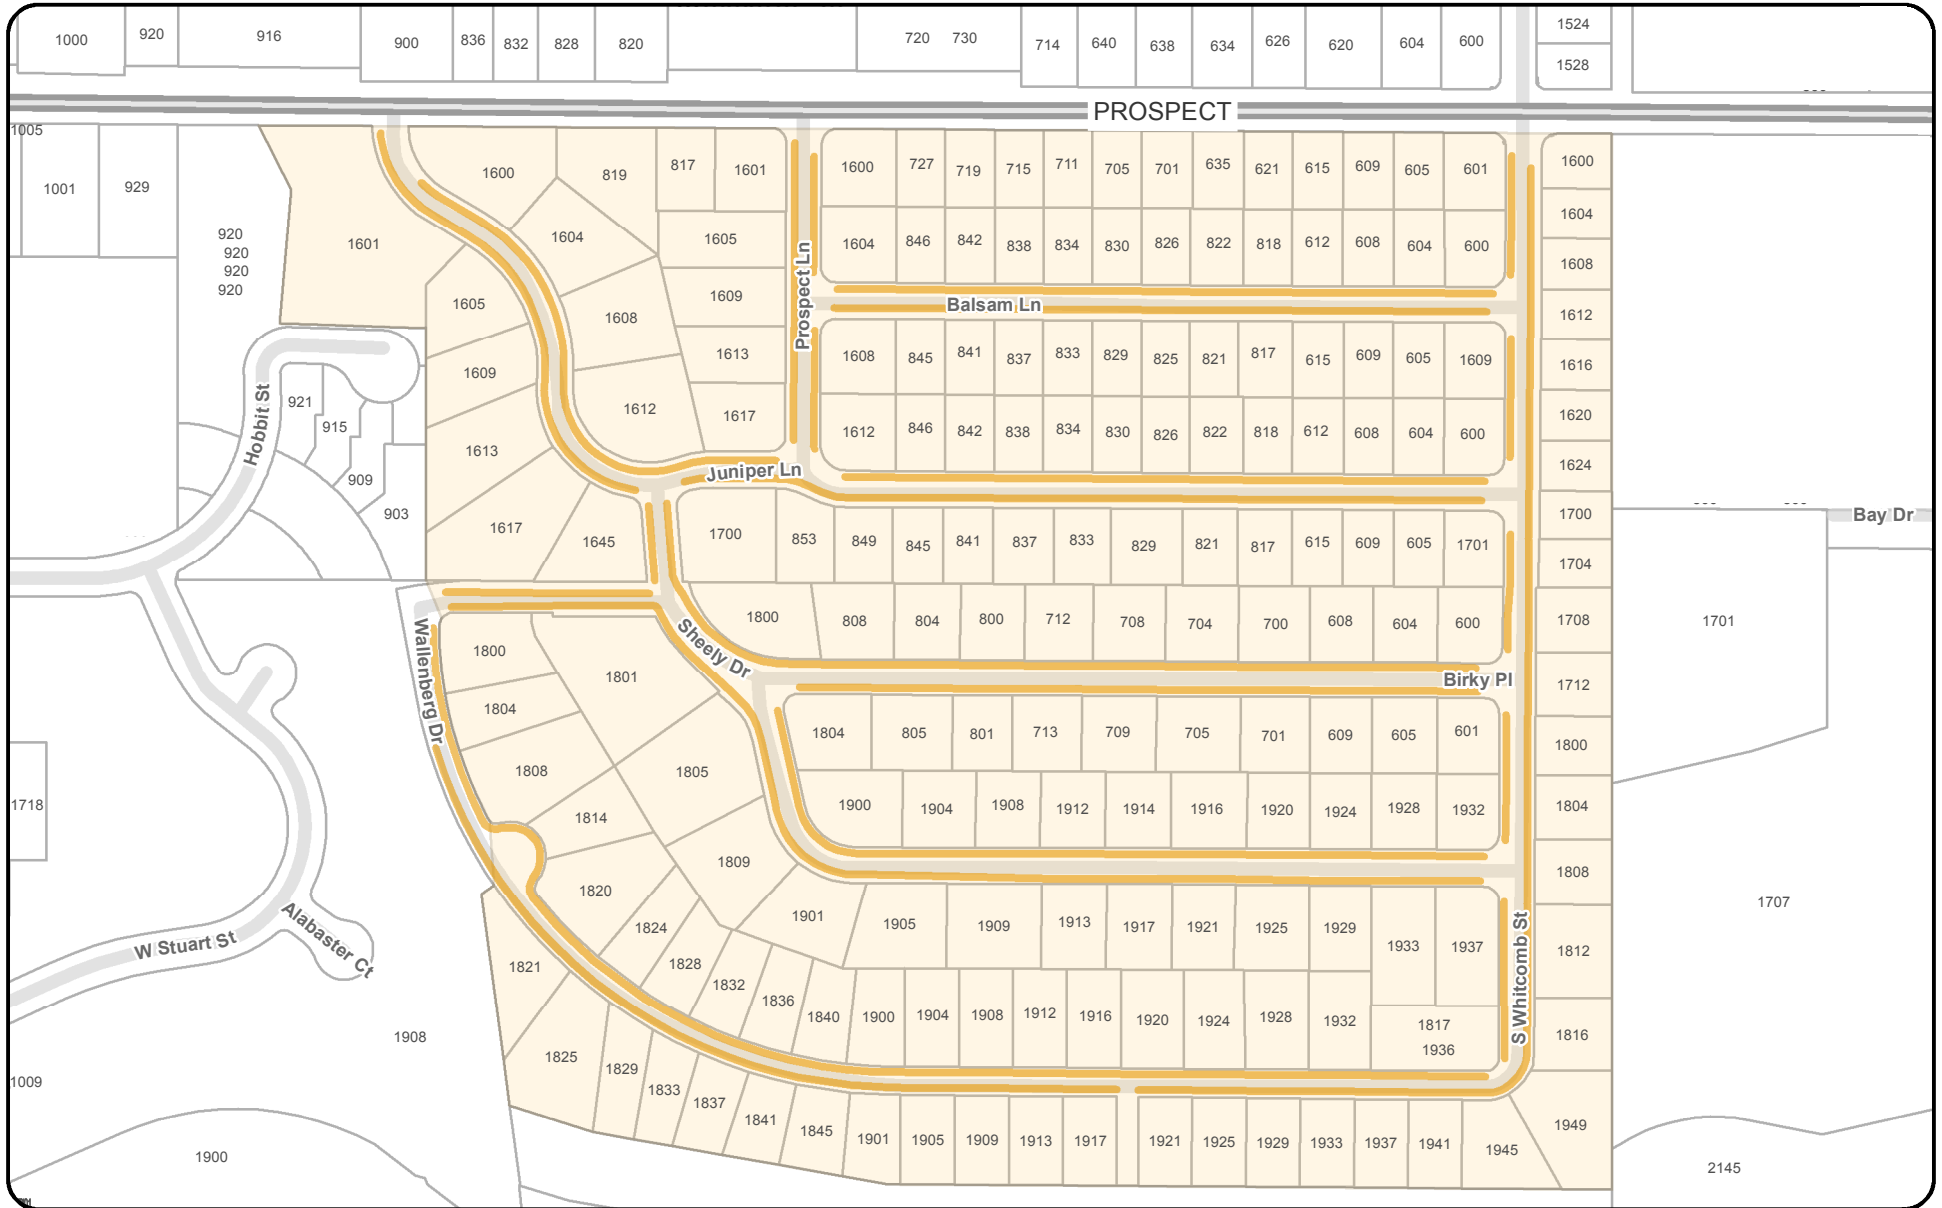 1000 920 916 900 836 832 828 820 720 730 714 640 638 634 626 620 604 600 1524
1528
PROSPECT
1005
1001 929
920
920
920
920
1601 1600 819 817 1601 1600 727 719 715 711 705 701 635 621 615 609 605 601 1600
1604 1605 1604 846 842 838 834 830 826 822 818 612 608 604 600 1604
1608
Prospect Ln
Balsam Ln
1605 1608 1609 1612
1609 1612 1613 1608 845 841 837 833 829 825 821 817 615 609 605 1609 1616
1617 1612 846 842 838 834 830 826 822 818 612 608 604 600 1620
1624
Hobbit St
921
915
909
903
1613
Juniper Ln
1617 1645 1700 853 849 845 841 837 833 829 821 817 615 609 605 1701 1700
1704
Bay Dr
1800 808 804 800 712 708 704 700 608 604 600 1708
1701
Sheely Dr
Birky Pl
1712
Wallenberg Dr
1800 1801
1804 1804 805 801 713 709 705 701 609 605 601 1800
1808 1805 1900 1904 1908 1912 1914 1916 1920 1924 1928 1932 1804
1718
1814 1809 1808
1820 1901 1905 1909 1913 1917 1921 1925 1929 1933 1937 1812
1707
1824
1828
1832
1836
1840 1900 1904 1908 1912 1916 1920 1924 1928 1932 1817
1936
1816
S Whitcomb St
W Stuart St
Alabaster Ct
1821
1908
1009
1825 1829 1833 1837 1841 1845 1901 1905 1909 1913 1917 1921 1925 1929 1933 1937 1941 1945 1949
1900
2145